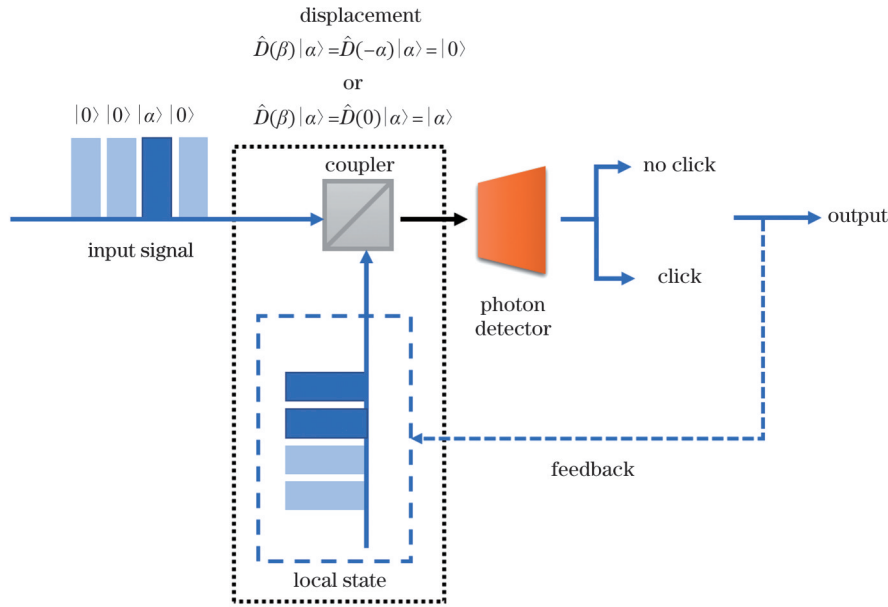 displacement
D̂(β)|α⟩=D̂(-α)|α⟩=|0⟩
or
D̂(β)|α⟩=D̂(0)|α⟩=|α⟩
|0⟩ |0⟩ |α⟩ |0⟩
coupler
no click
output
input signal
click
photon
detector
feedback
local state